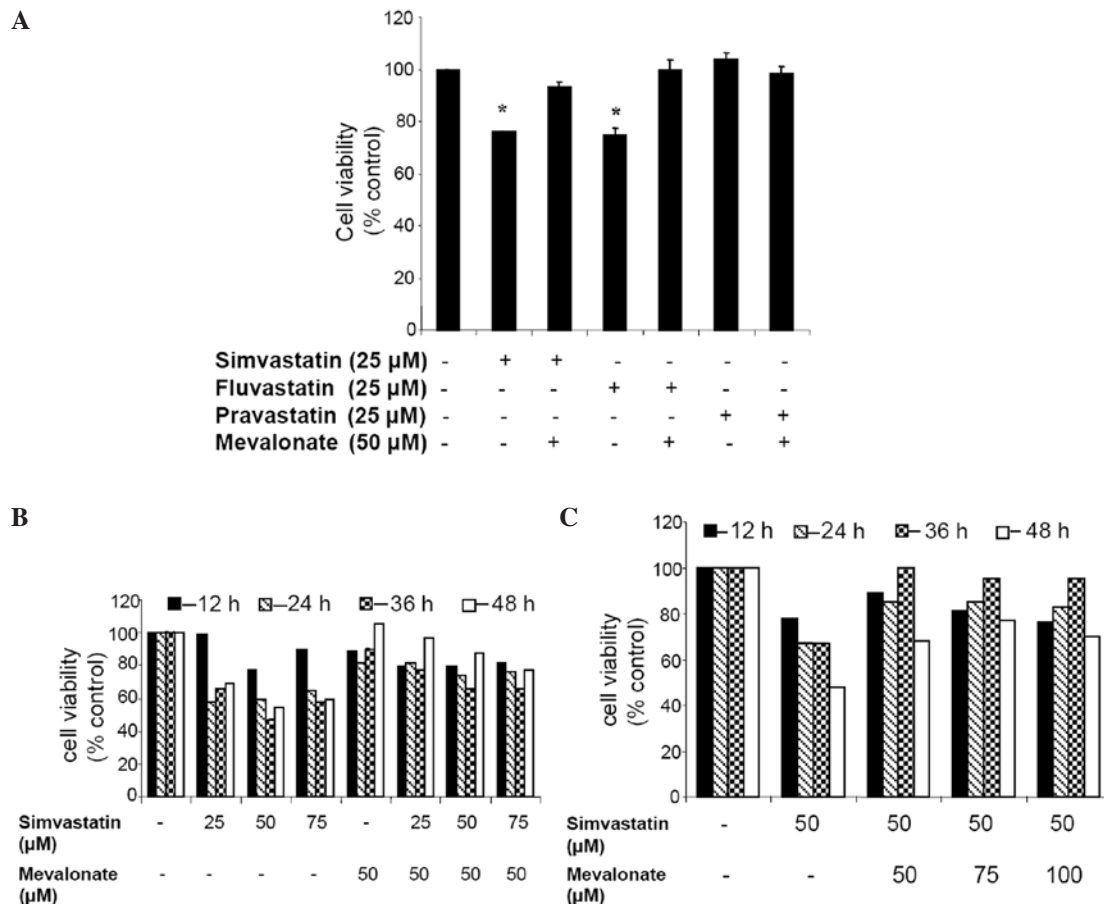 A
120
100
80
60
40
20
0
Cell viability
(% control)
*
*
Simvastatin (25 µM) - + + - - - -
Fluvastatin (25 µM) - - - + + - -
Pravastatin (25 µM) - - - - - + +
Mevalonate (50 µM) - - + - + - +
B
–12 h –24 h –36 h –48 h
120
100
80
60
40
20
0
cell viability
(% control)
Simvastatin - 25 50 75 - 25 50 75
(µM)
Mevalonate - - - - 50 50 50 50
(µM)
C
–12 h –24 h –36 h –48 h
120
100
80
60
40
20
0
cell viability
(% control)
Simvastatin - 50 50 50 50
(µM)
Mevalonate - - 50 75 100
(µM)